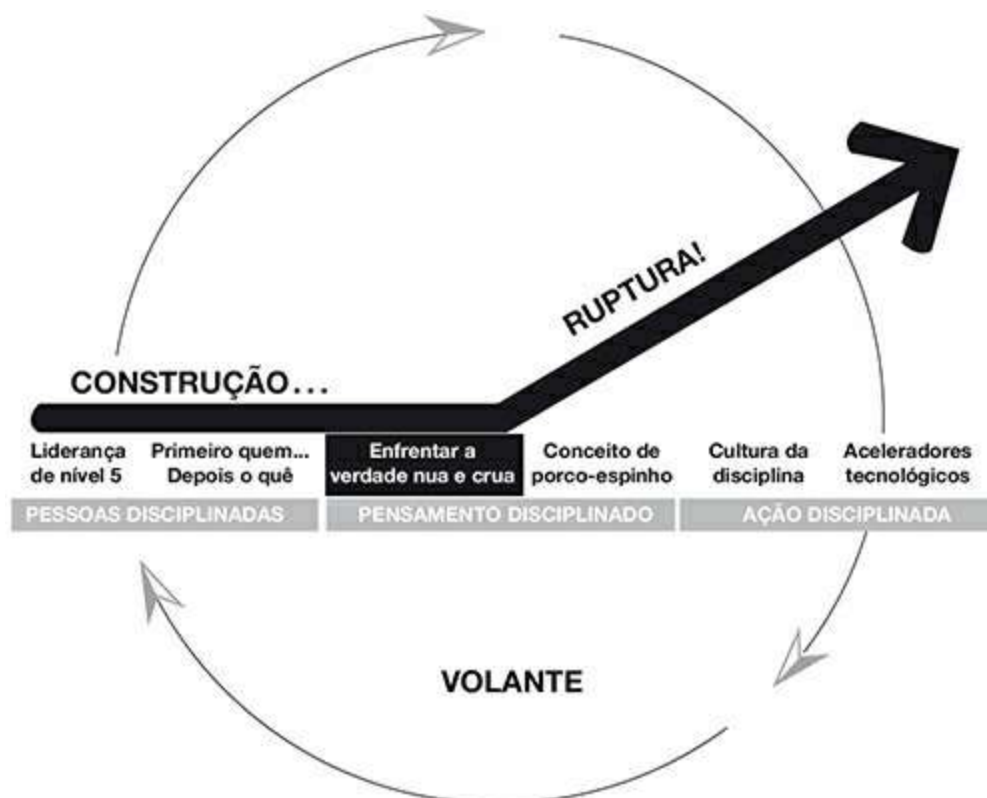 RUPTURA!
CONSTRUÇÃO...
Liderança
de nível 5
Primeiro quem...
Depois o quê
Enfrentar a
verdade nua e crua
Conceito de
porco-espinho
Cultura da
disciplina
Aceleradores
tecnológicos
PESSOAS DISCIPLINADAS
PENSAMENTO DISCIPLINADO
AÇÃO DISCIPLINADA
VOLANTE